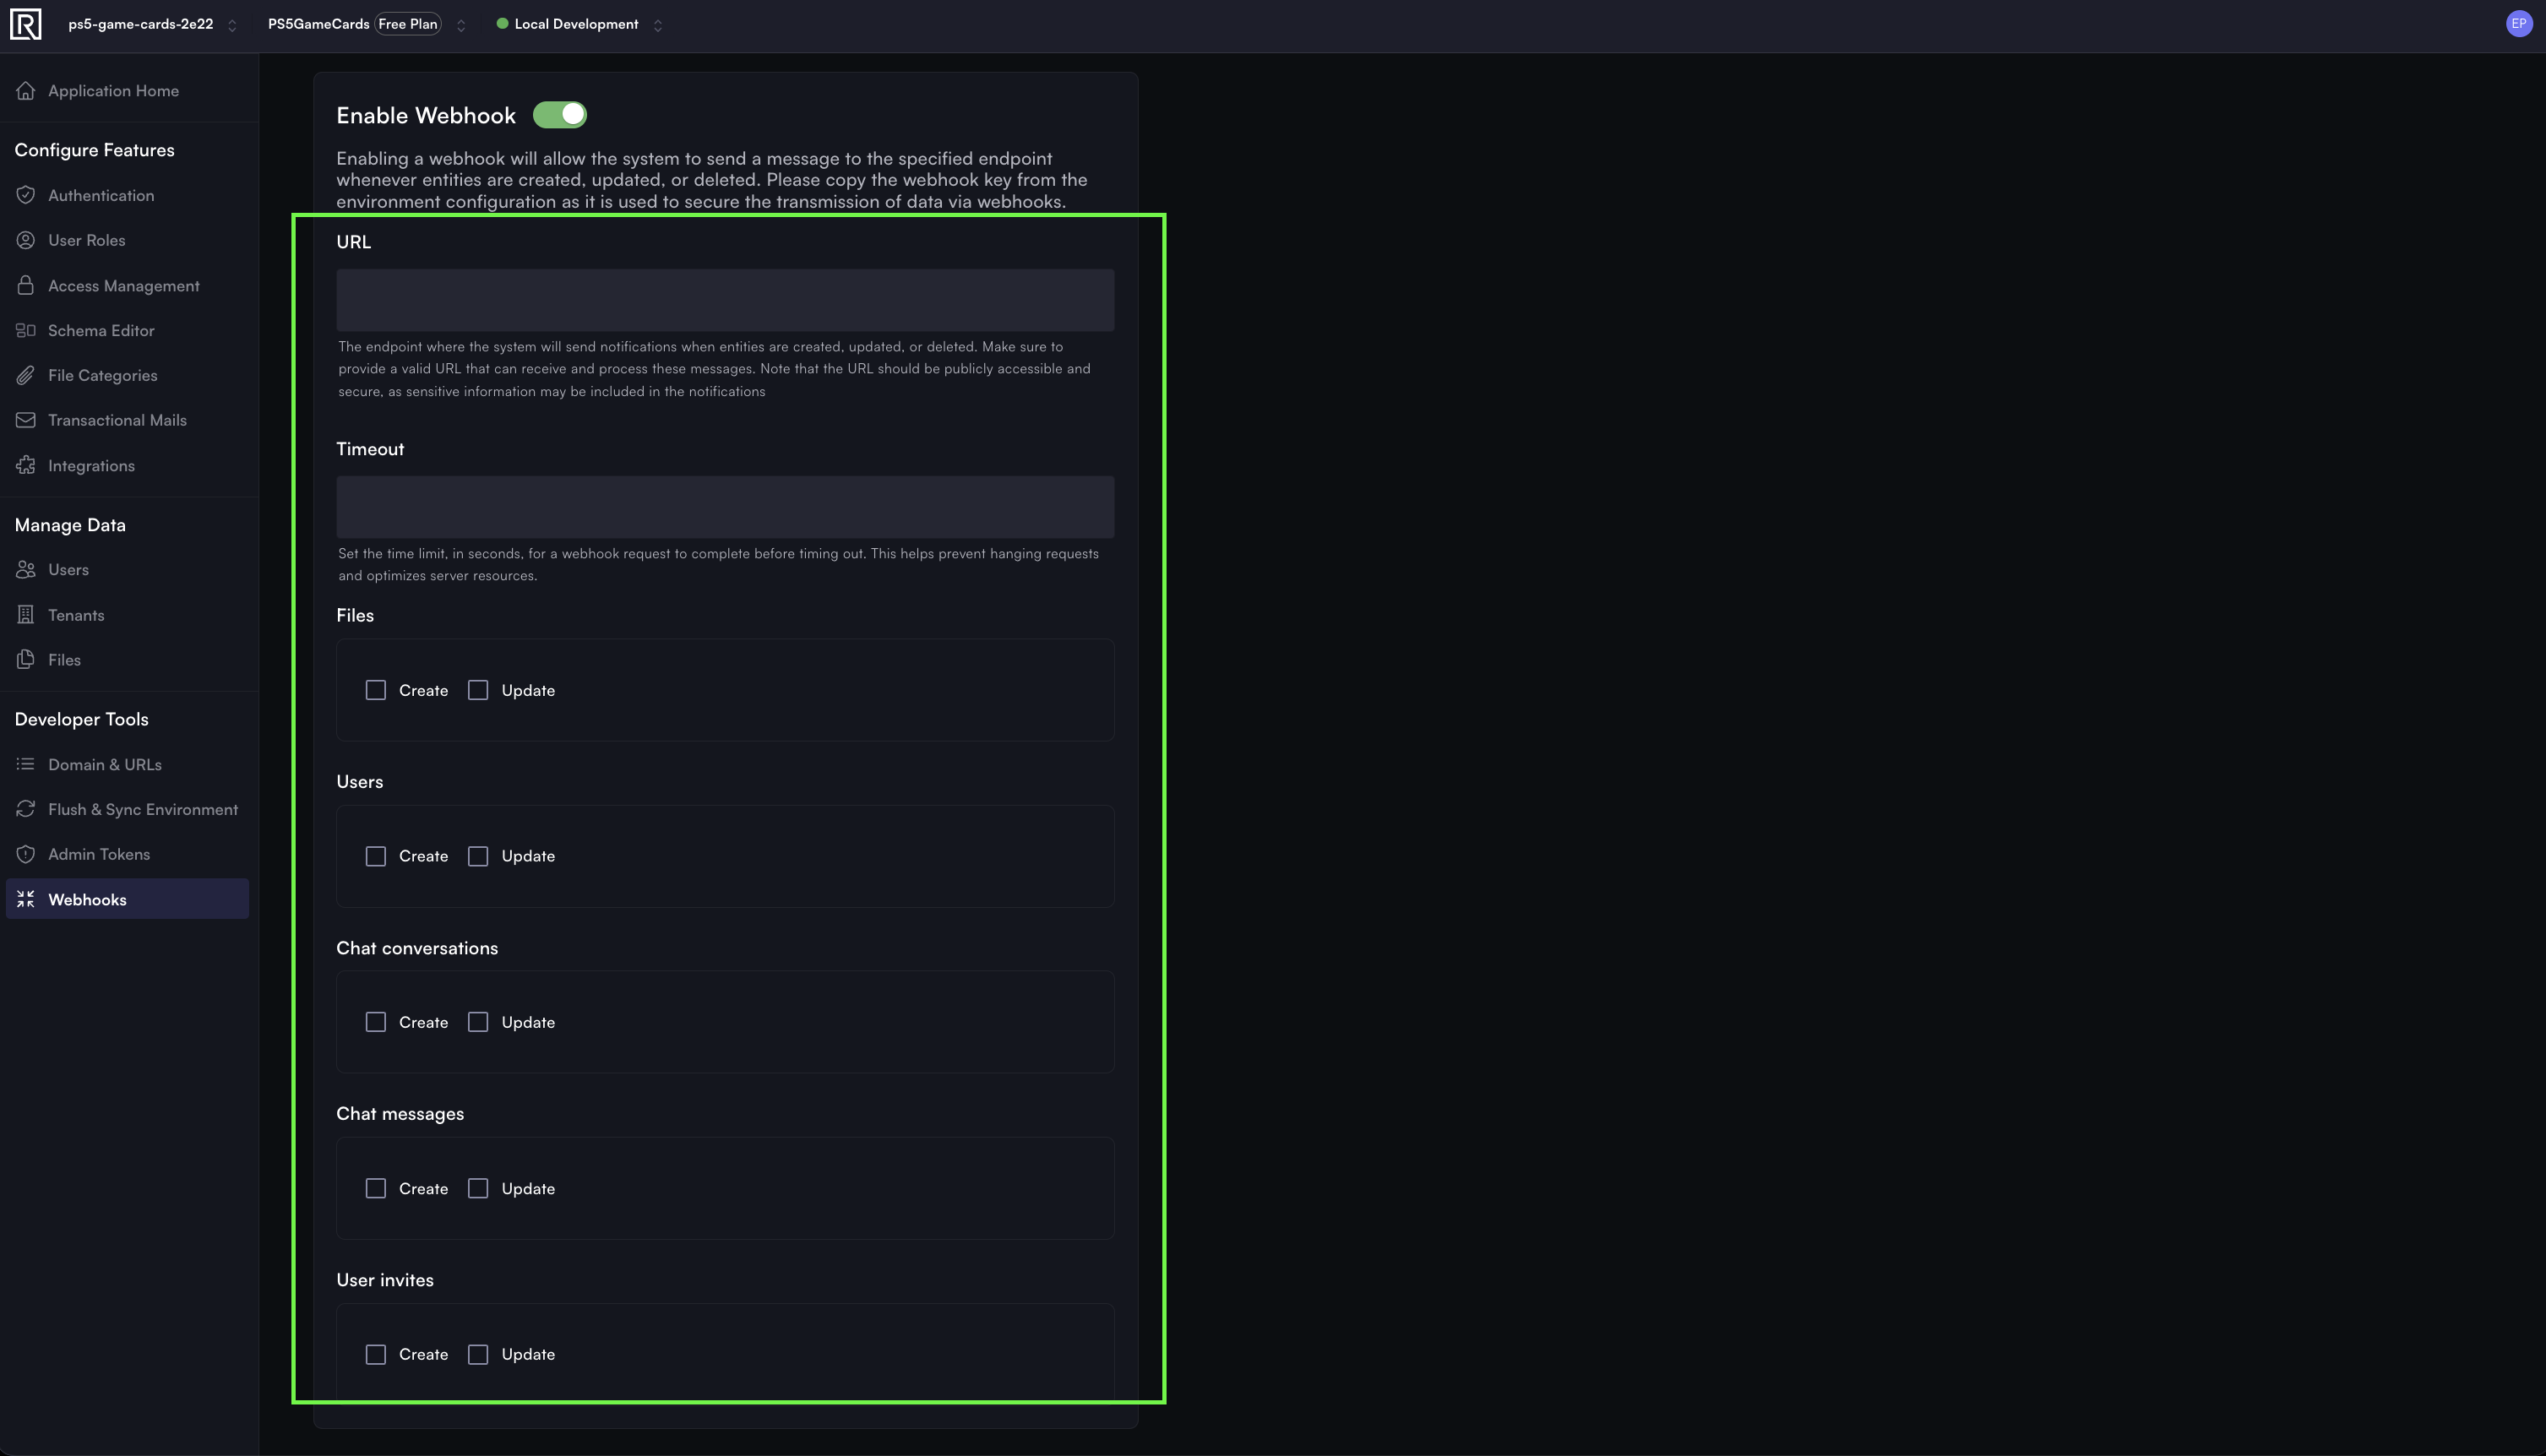 R
ps5-game-cards-2e22
PS5GameCards Free Plan
Local Development
EP
Application Home
Configure Features
Authentication
User Roles
Access Management
Schema Editor
File Categories
Transactional Mails
Integrations
Manage Data
Users
Tenants
Files
Developer Tools
Domain & URLs
Flush & Sync Environment
Admin Tokens
Webhooks
Enable Webhook
Enabling a webhook will allow the system to send a message to the specified endpoint
whenever entities are created, updated, or deleted. Please copy the webhook key from the
environment configuration as it is used to secure the transmission of data via webhooks.
URL
The endpoint where the system will send notifications when entities are created, updated, or deleted. Make sure to
provide a valid URL that can receive and process these messages. Note that the URL should be publicly accessible and
secure, as sensitive information may be included in the notifications
Timeout
Set the time limit, in seconds, for a webhook request to complete before timing out. This helps prevent hanging requests
and optimizes server resources.
Files
Create Update
Users
Create Update
Chat conversations
Create Update
Chat messages
Create Update
User invites
Create Update